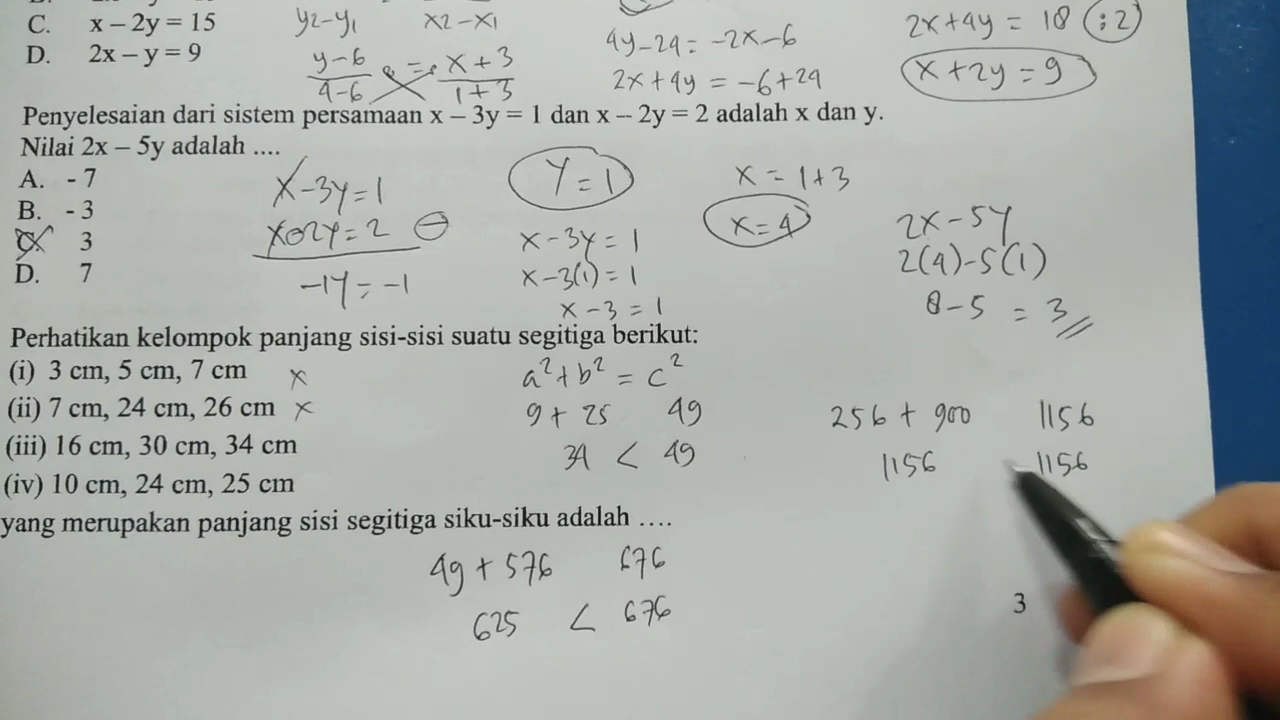 C. x – 2y = 15
D. 2x – y = 9
y2-y1 x2-x1
y-6 = x+3
4-6 1+3
4y-24 = -2x-6
2x+4y = -6+24
2x+4y = 18 :2
x+2y = 9
Penyelesaian dari sistem persamaan x – 3y = 1 dan x – 2y = 2 adalah x dan y.
Nilai 2x – 5y adalah ....
A. - 7
B. - 3
C. 3
D. 7
x-3y=1
x-2y=2 -
-1y=-1
y=1
x-3y=1
x-3(1)=1
x-3=1
x=1+3
x=4
2x-5y
2(4)-5(1)
8-5 = 3
Perhatikan kelompok panjang sisi-sisi suatu segitiga berikut:
(i) 3 cm, 5 cm, 7 cm x
(ii) 7 cm, 24 cm, 26 cm x
(iii) 16 cm, 30 cm, 34 cm
(iv) 10 cm, 24 cm, 25 cm
a²+b² = c²
9+25 49
34 < 49
256+900 1156
1156 1156
yang merupakan panjang sisi segitiga siku-siku adalah ....
49+576 676
625 < 676
3